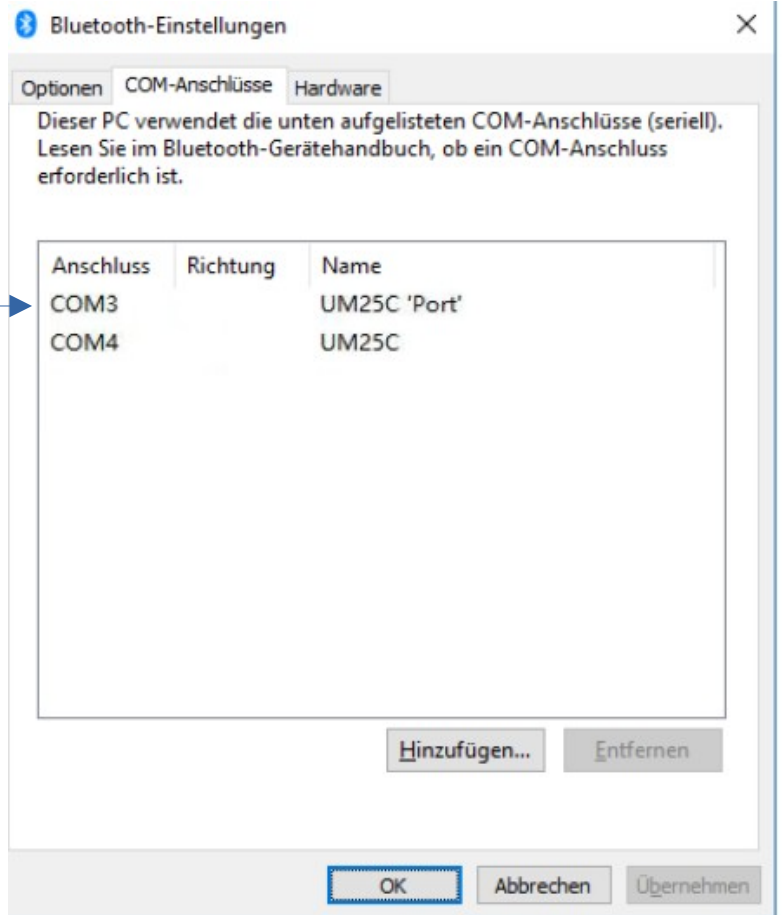 Bluetooth-Einstellungen
Optionen COM-Anschlüsse Hardware
Dieser PC verwendet die unten aufgelisteten COM-Anschlüsse (seriell).
Lesen Sie im Bluetooth-Gerätehandbuch, ob ein COM-Anschluss
erforderlich ist.
Anschluss Richtung Name
COM3 UM25C 'Port'
COM4 UM25C
Hinzufügen... Entfernen
OK Abbrechen Übernehmen